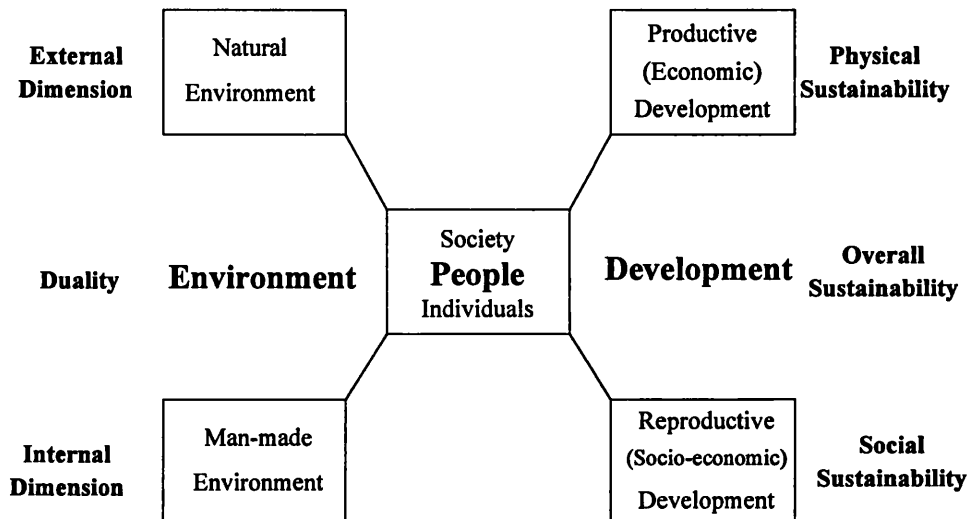 External
Dimension
Natural
Environment
Productive
(Economic)
Development
Physical
Sustainability
Duality
Environment
Society
People
Individuals
Development
Overall
Sustainability
Internal
Dimension
Man-made
Environment
Reproductive
(Socio-economic)
Development
Social
Sustainability